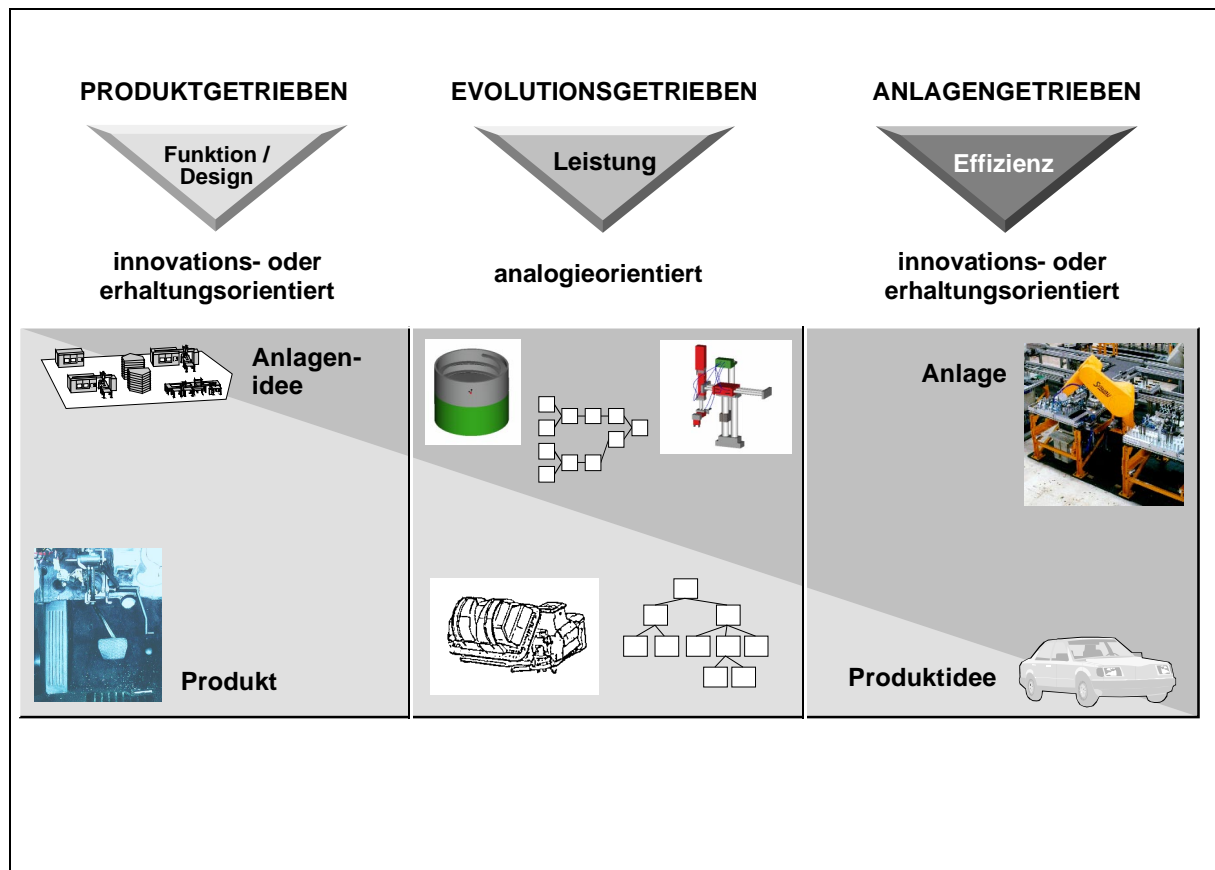 PRODUKTGETRIEBEN
EVOLUTIONSGETRIEBEN
ANLAGENGETRIEBEN
Funktion /
Design
Leistung
Effizienz
innovations- oder
erhaltungsorientiert
analogieorientiert
innovations- oder
erhaltungsorientiert
Anlagen-
idee
Anlage
Produkt
Produktidee